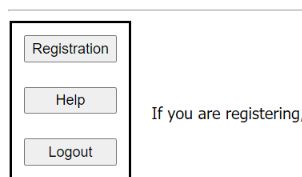 Registration
Help
If you are registering,
Logout